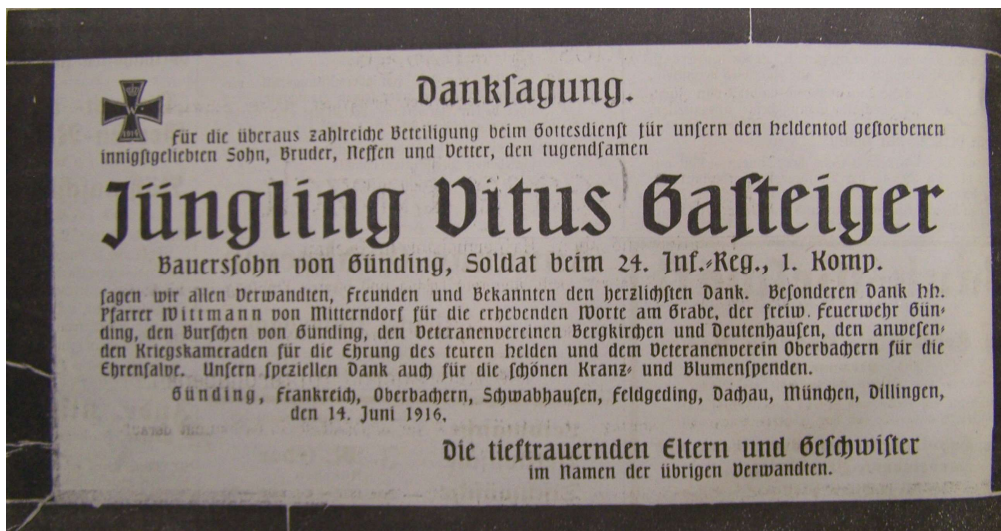 Danksagung.
Für die überaus zahlreiche Beteiligung beim Gottesdienst für unsern den Heldentod gestorbenen
innigstgeliebten Sohn, Bruder, Neffen und Vetter, den tugendsamen
Jüngling Vitus Gasteiger
Bauerssohn von Günding, Soldat beim 24. Inf.-Reg., 1. Komp.
sagen wir allen Verwandten, Freunden und Bekannten den herzlichsten Dank. Besonderen Dank hh.
Pfarrer Wittmann von Mitterndorf für die erhebenden Worte am Grabe, der freiw. Feuerwehr Gün-
ding, den Burschen von Günding, den Veteranenvereinen Bergkirchen und Deutenhausen, den anwesen-
den Kriegskameraden für die Ehrung des teuren Helden und dem Veteranenverein Oberbachern für die
Ehrensalve. Unsern speziellen Dank auch für die schönen Kranz- und Blumenspenden.
Günding, Frankreich, Oberbachern, Schwabhausen, Feldgeding, Dachau, München, Dillingen,
den 14. Juni 1916.
Die tieftrauernden Eltern und Geschwister
im Namen der übrigen Verwandten.